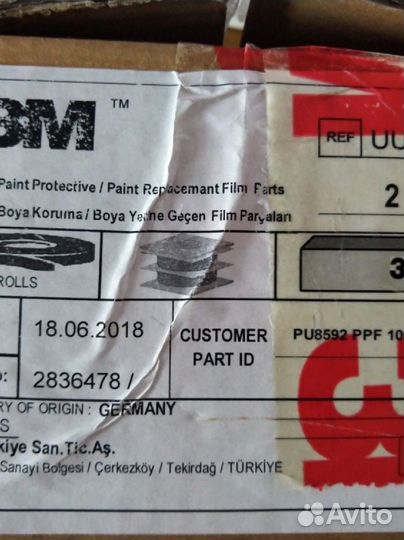 3M ™
REF UU
Paint Protective / Paint Replacemant Film Parts
2
Boya Koruma / Boya Yerine Geçen Film Parçaları
3
ROLLS
18.06.2018
CUSTOMER PART ID
PU8592 PPF 10
2836478 /
RY OF ORIGIN : GERMANY
S
kiye San.Tic.Aş.
Sanayi Bolgesi / Çerkezköy / Tekirdağ / TÜRKİYE
Avito